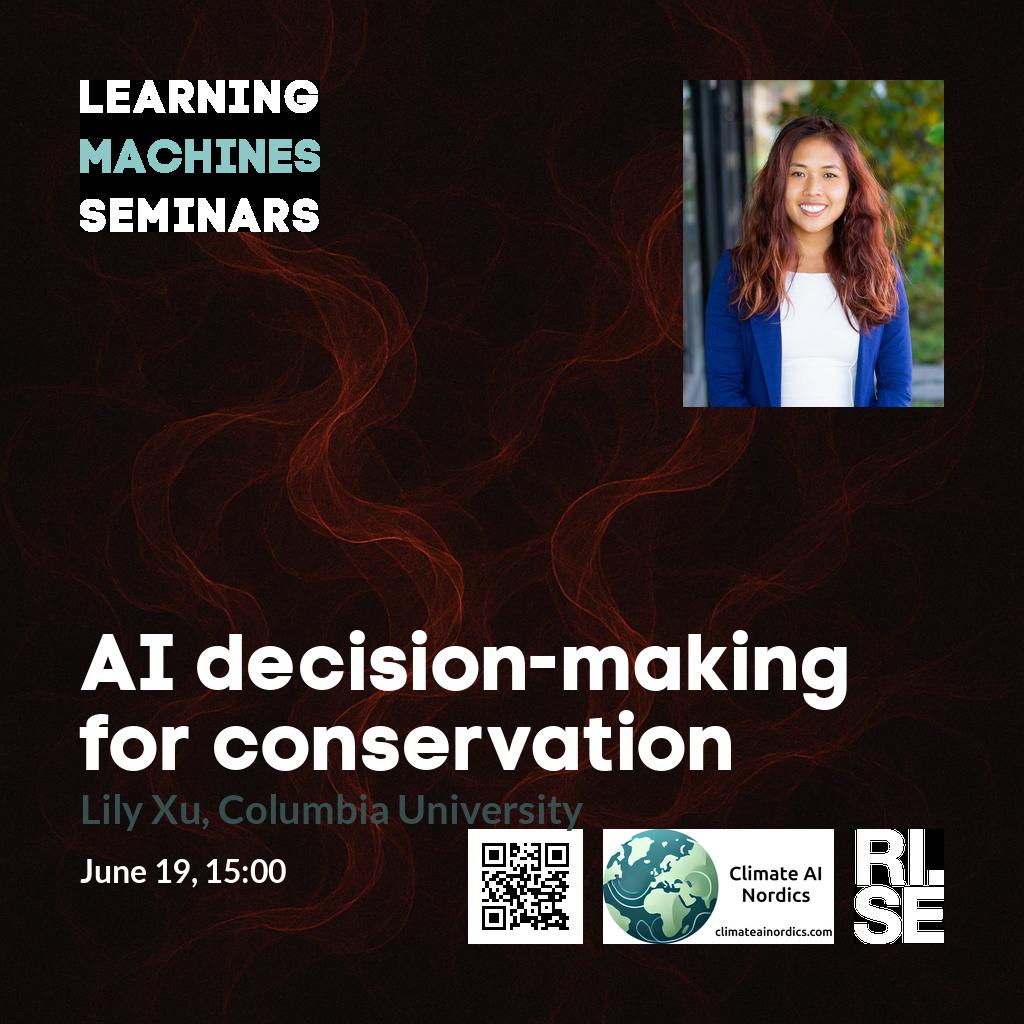 LEARNING
MACHINES
SEMINARS
AI decision-making
for conservation
Lily Xu, Columbia University
June 19, 15:00
Climate AI
Nordics
climateainordics.com
RI.
SE